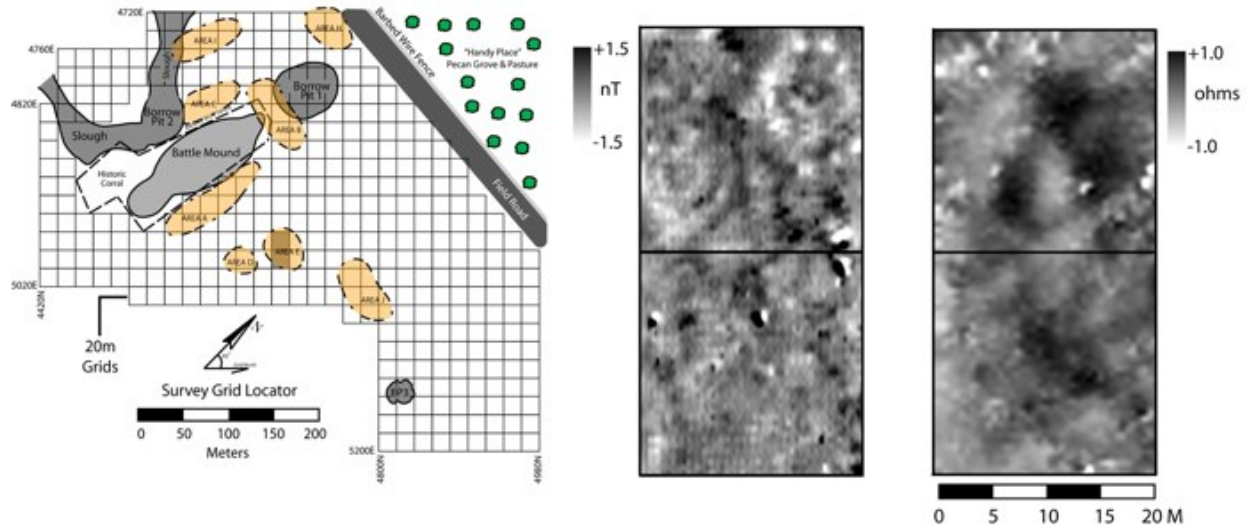 4720E
4760E
4820E
5020E
4420N
5200E
4800N
4980N
AREA I
AREA H
AREA C
AREA B
AREA A
AREA D
AREA E
AREA J
Slough
Slough
Borrow
Pit 2
Borrow
Pit 1
Battle Mound
Historic
Corral
BP3
Barbed Wire Fence
Field Road
"Handy Place"
Pecan Grove & Pasture
20m
Grids
N
Survey Grid Locator
0 50 100 150 200
Meters
+1.5
nT
-1.5
+1.0
ohms
-1.0
0 5 10 15 20 M